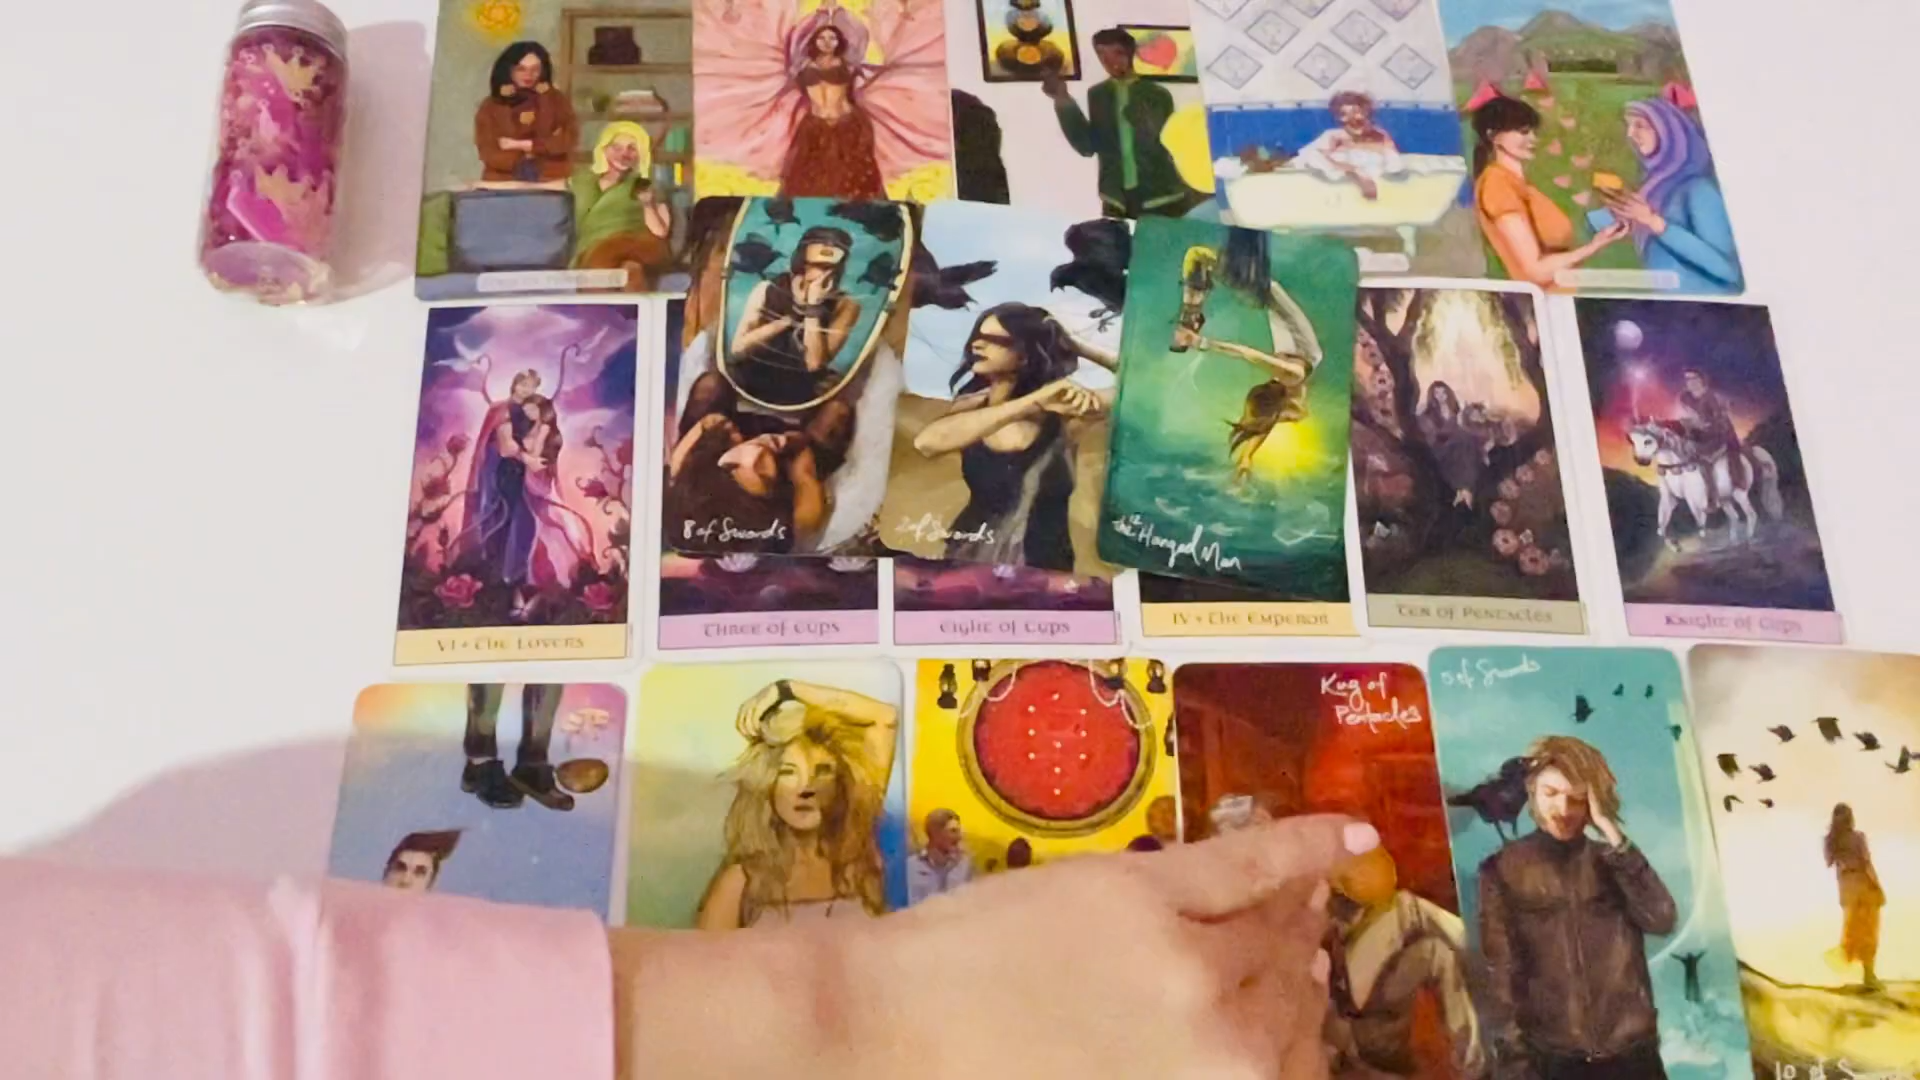 8 of Swords
2 of Swords
12
the Hanged Man
VI • THE LOVERS
THREE OF CUPS
EIGHT OF CUPS
IV • THE EMPEROR
TEN OF PENTACLES
KNIGHT OF CUPS
King of
Pentacles
5 of Swords
10 of